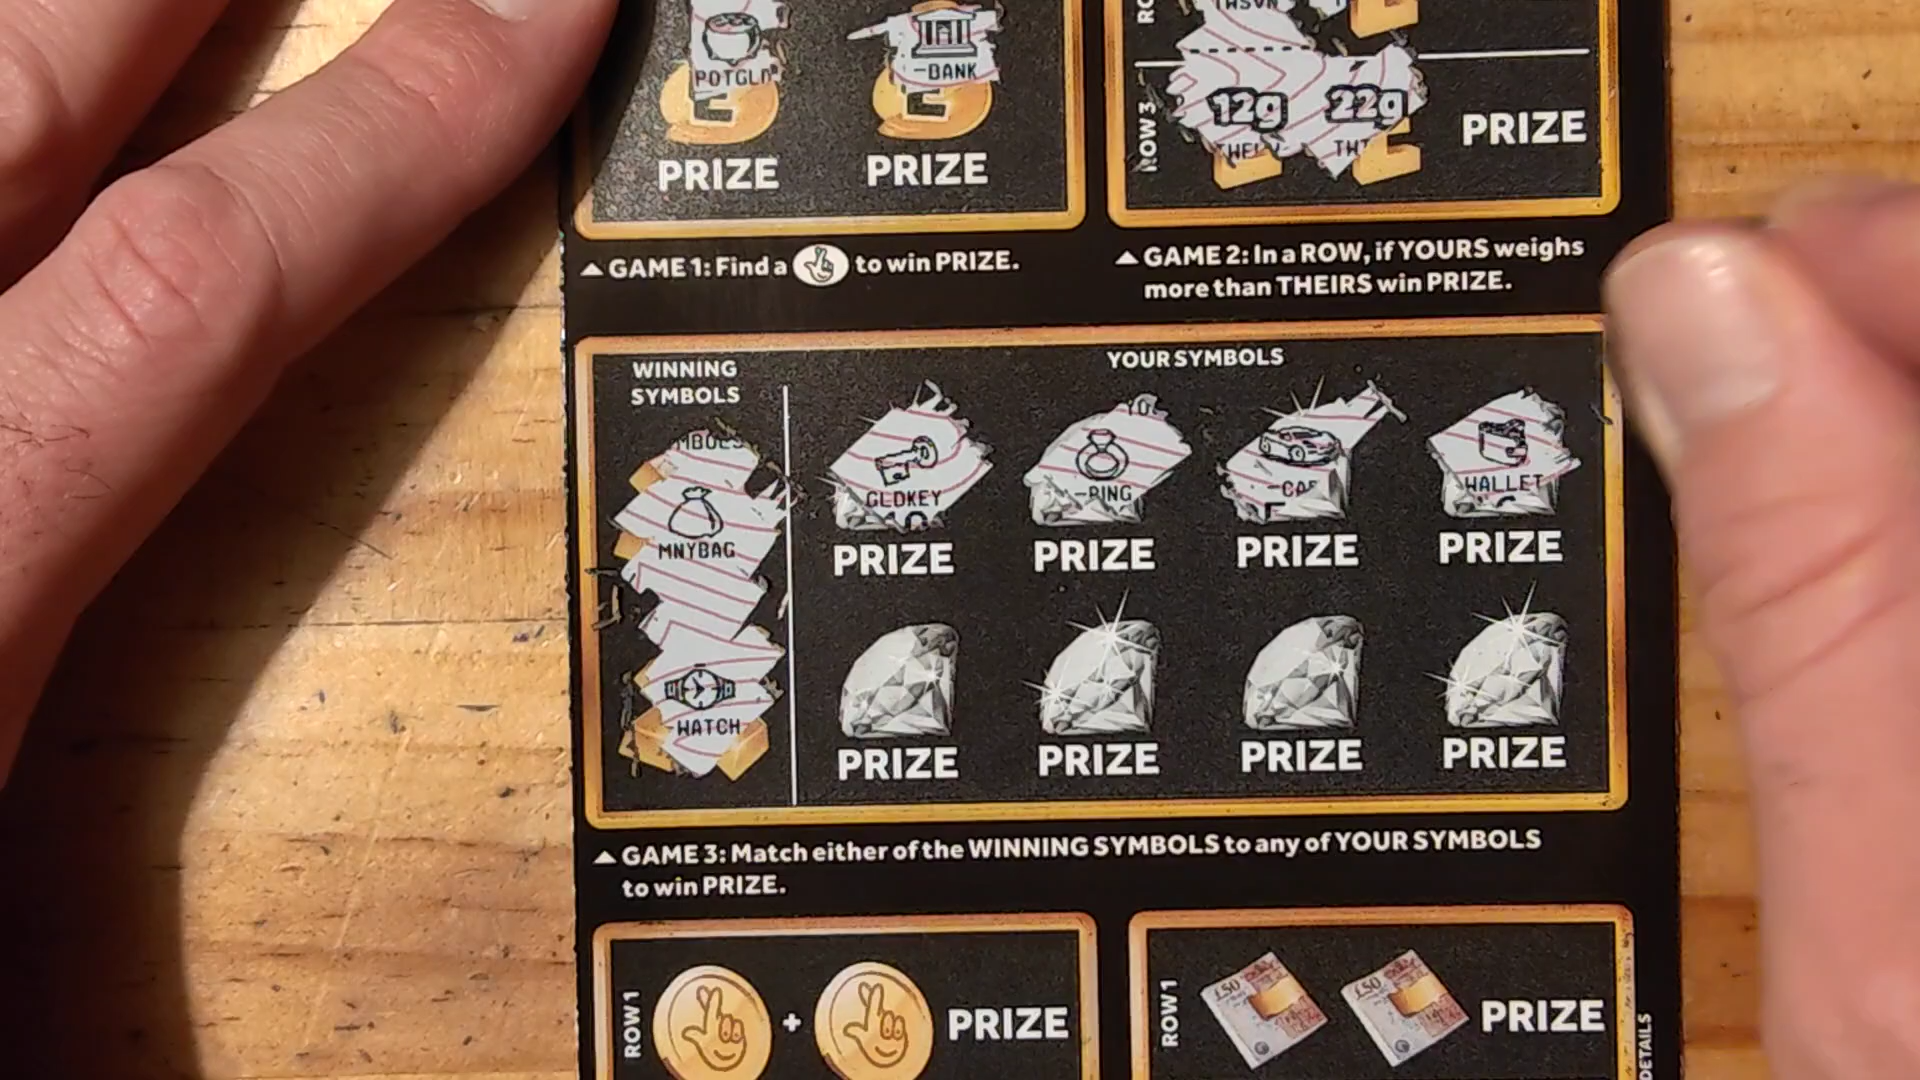 POTGLD
-BANK
PRIZE PRIZE
ROW 3
12g 22g
PRIZE
▲ GAME 1: Find a to win PRIZE.
▲ GAME 2: In a ROW, if YOURS weighs
more than THEIRS win PRIZE.
WINNING
SYMBOLS
YOUR SYMBOLS
MNYBAG
-WATCH
GLDKEY
-RING
-CAR
WALLET
PRIZE PRIZE PRIZE PRIZE
PRIZE PRIZE PRIZE PRIZE
▲ GAME 3: Match either of the WINNING SYMBOLS to any of YOUR SYMBOLS
to win PRIZE.
ROW 1
+
PRIZE
ROW 1
£50 £50
PRIZE
DETAILS